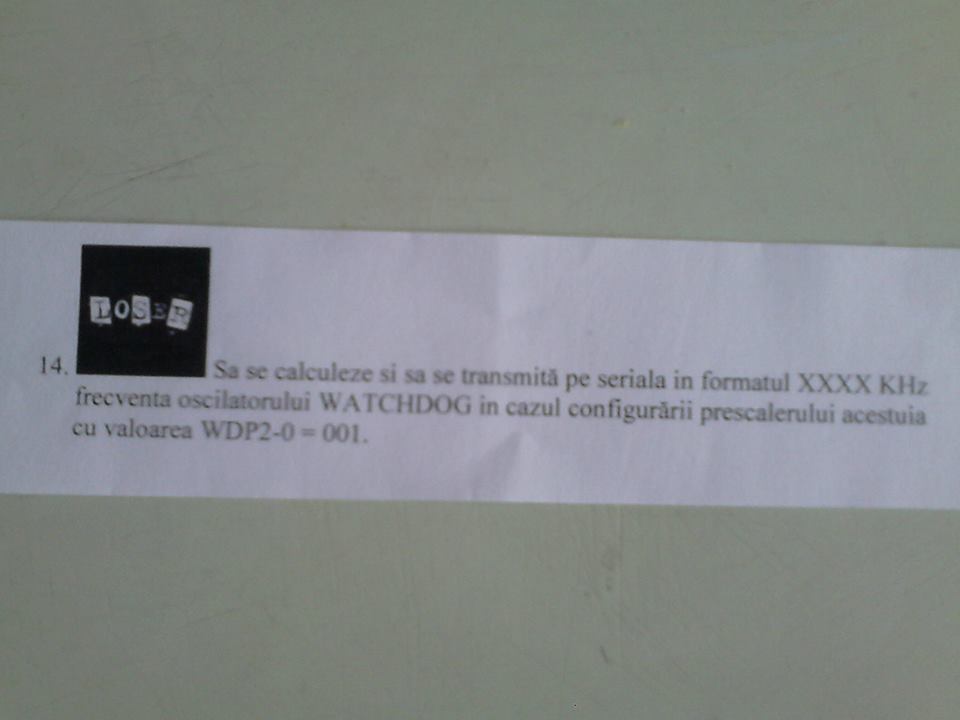 LOSER
14. Sa se calculeze si sa se transmită pe seriala in formatul XXXX KHz
frecventa oscilatorului WATCHDOG in cazul configurării prescalerului acestuia
cu valoarea WDP2-0 = 001.